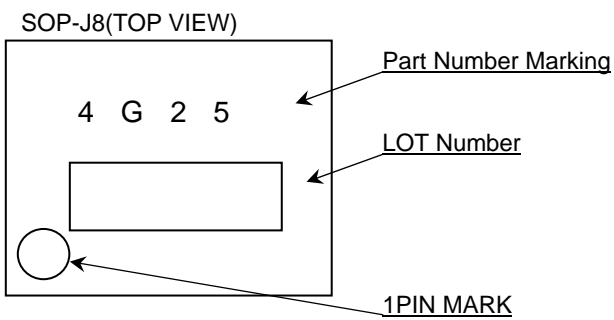 SOP-J8(TOP VIEW)
Part Number Marking
4 G 2 5
LOT Number
1PIN MARK